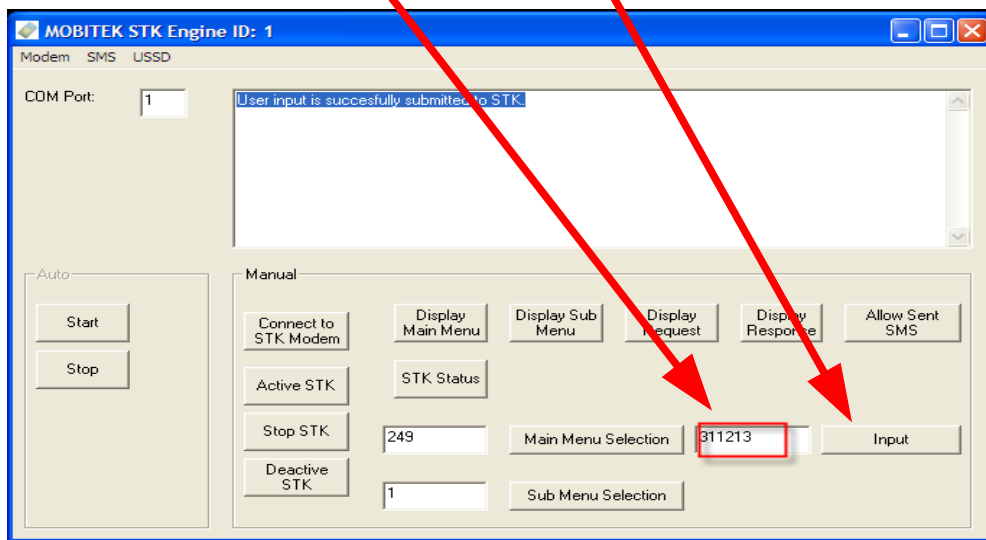 MOBITEK STK Engine ID: 1
Modem SMS USSD
COM Port: 1
User input is succesfully submitted to STK.
Auto
Start
Stop
Manual
Connect to
STK Modem
Display
Main Menu
Display Sub
Menu
Display
Request
Display
Response
Allow Sent
SMS
Active STK
STK Status
Stop STK
249
Main Menu Selection
311213
Input
Deactive
STK
1
Sub Menu Selection